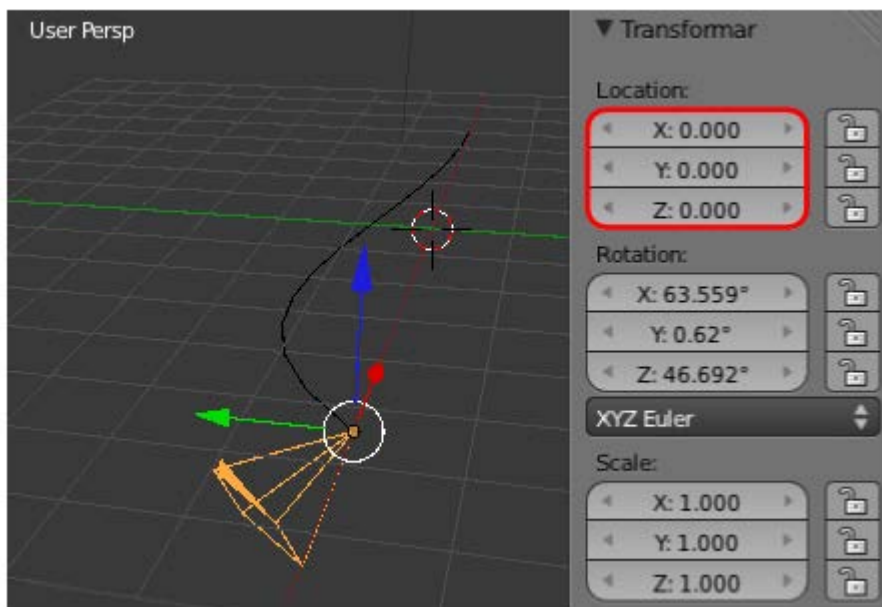 User Persp
Transformar
Location:
X: 0.000
Y: 0.000
Z: 0.000
Rotation:
X: 63.559°
Y: 0.62°
Z: 46.692°
XYZ Euler
Scale:
X: 1.000
Y: 1.000
Z: 1.000